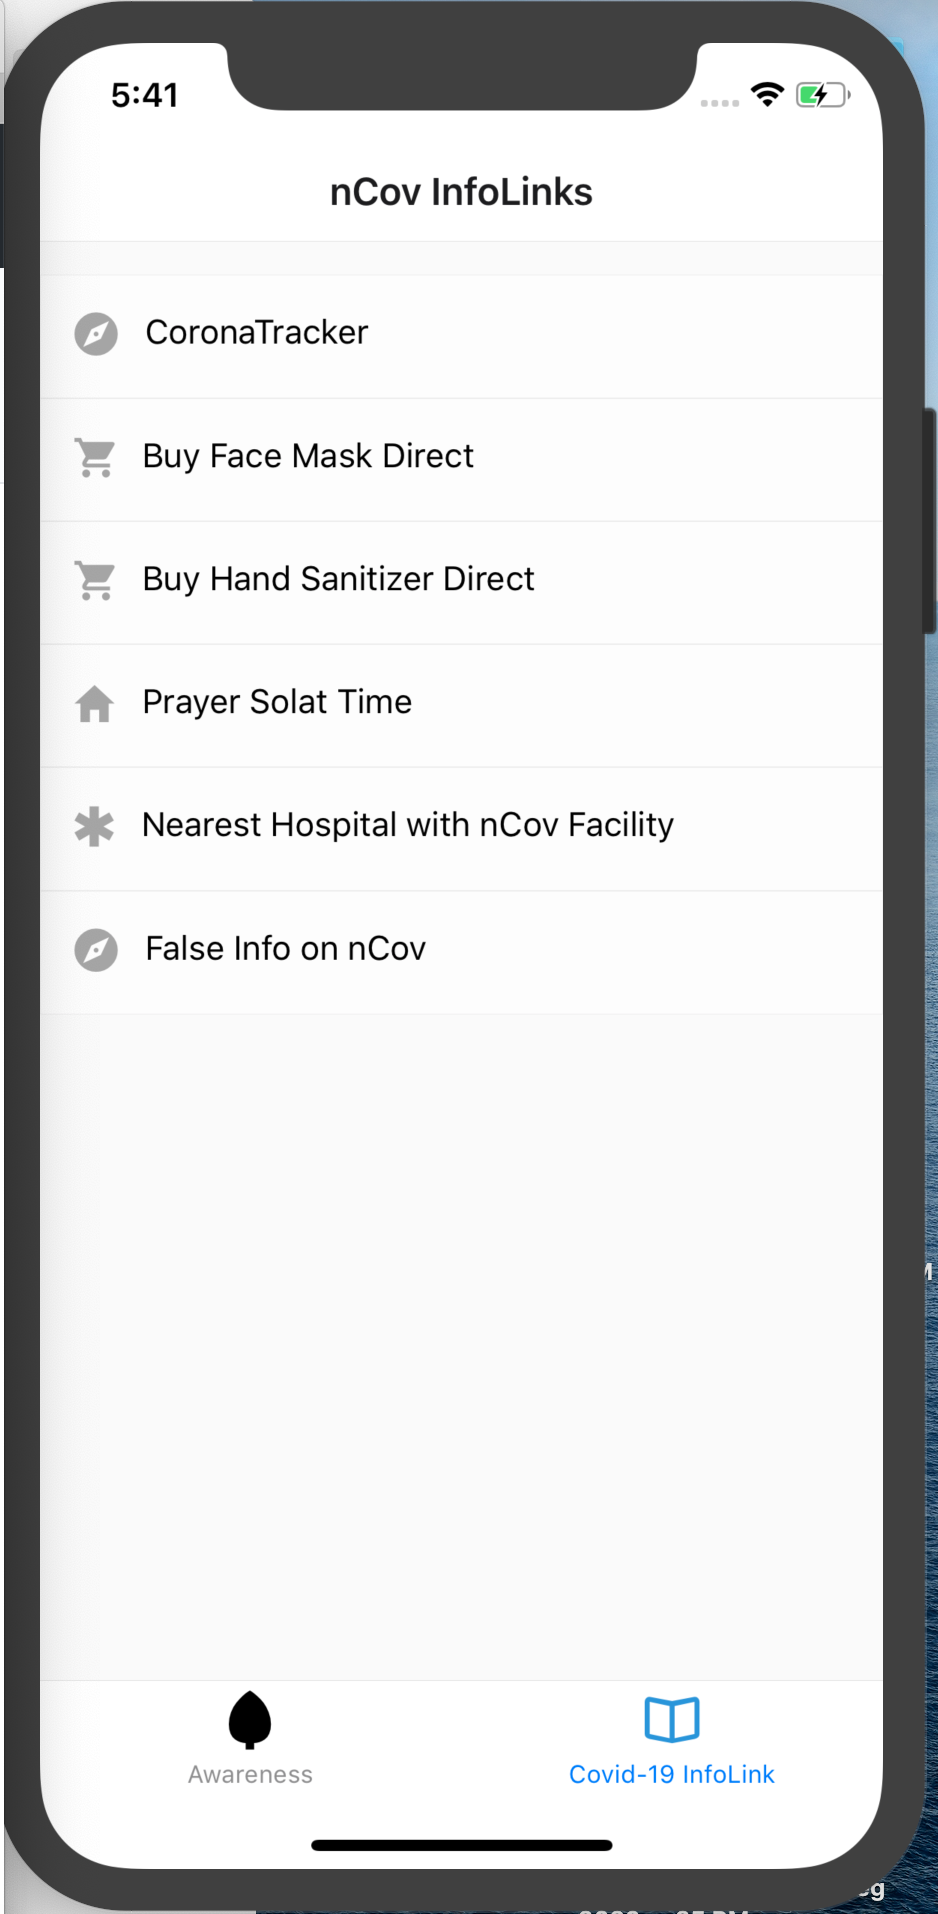 5:41
nCov InfoLinks
CoronaTracker
Buy Face Mask Direct
Buy Hand Sanitizer Direct
Prayer Solat Time
Nearest Hospital with nCov Facility
False Info on nCov
Awareness
Covid-19 InfoLink